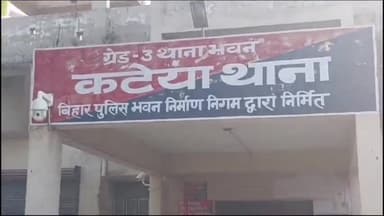 ग्रेड-3 थाना भवन
कटेया थाना
बिहार पुलिस भवन निर्माण निगम द्वारा निर्मित